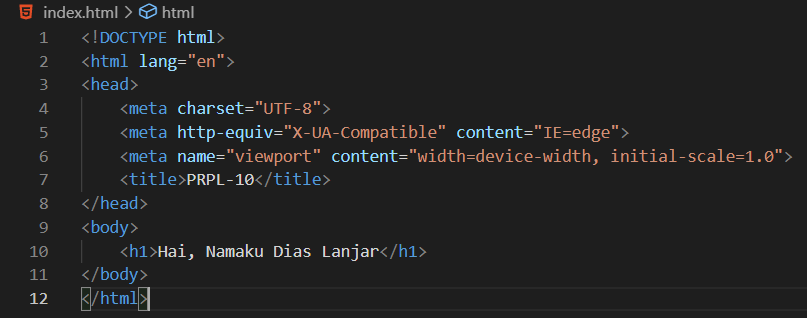 index.html > html
1 <!DOCTYPE html>
2 <html lang="en">
3 <head>
4     <meta charset="UTF-8">
5     <meta http-equiv="X-UA-Compatible" content="IE=edge">
6     <meta name="viewport" content="width=device-width, initial-scale=1.0">
7     <title>PRPL-10</title>
8 </head>
9 <body>
10     <h1>Hai, Namaku Dias Lanjar</h1>
11 </body>
12 </html>